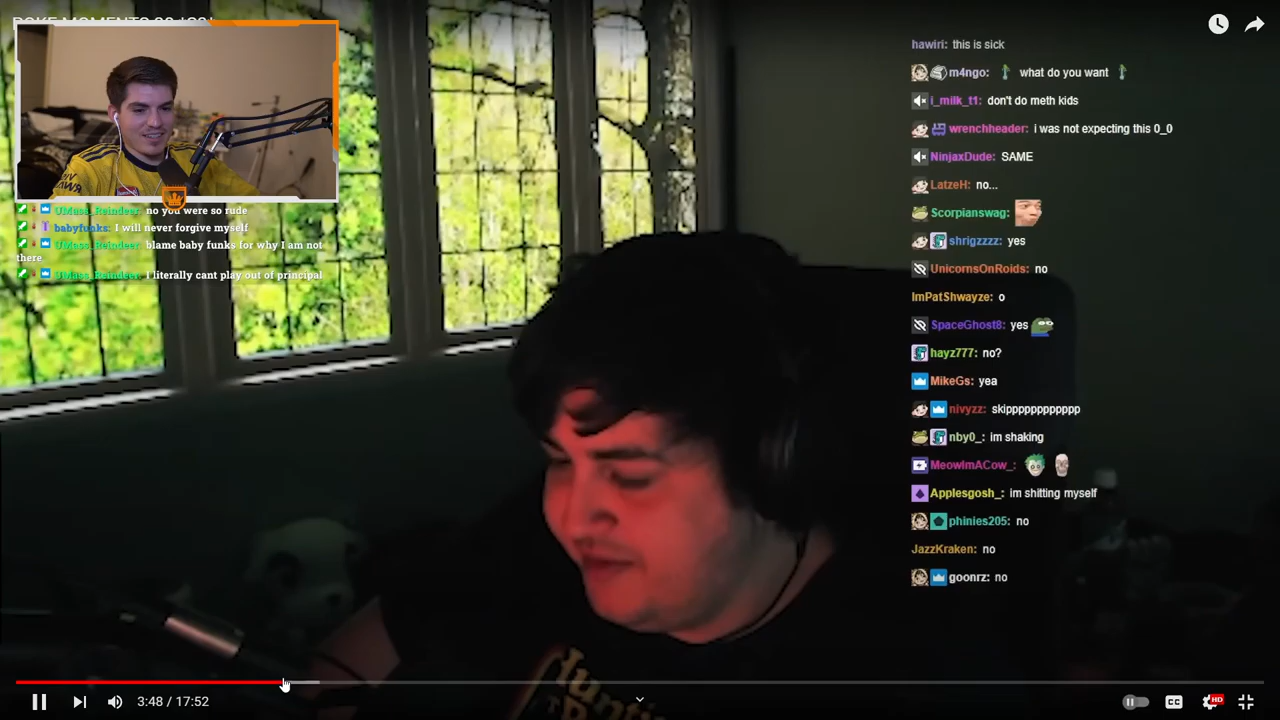 hawiri: this is sick
m4ngo: what do you want
i_milk_t1: don't do meth kids
wrenchheader: i was not expecting this 0_0
NinjaxDude: SAME
LatzeH: no...
Scorpianswag:
shrigzzzz: yes
UnicornsOnRoids: no
ImPatShwayze: o
SpaceGhost8: yes
hayz777: no?
MikeGs: yea
nivyzz: skipppppppppppp
nby0_: im shaking
MeowImACow_:
Applesgosh_: im shitting myself
phinies205: no
JazzKraken: no
goonrz: no
UMass_Reindeer: no you were so rude
babyfunks: I will never forgive myself
UMass_Reindeer: blame baby funks for why I am not
there
UMass_Reindeer: I literally cant play out of principal
3:48 / 17:52
CC
HD